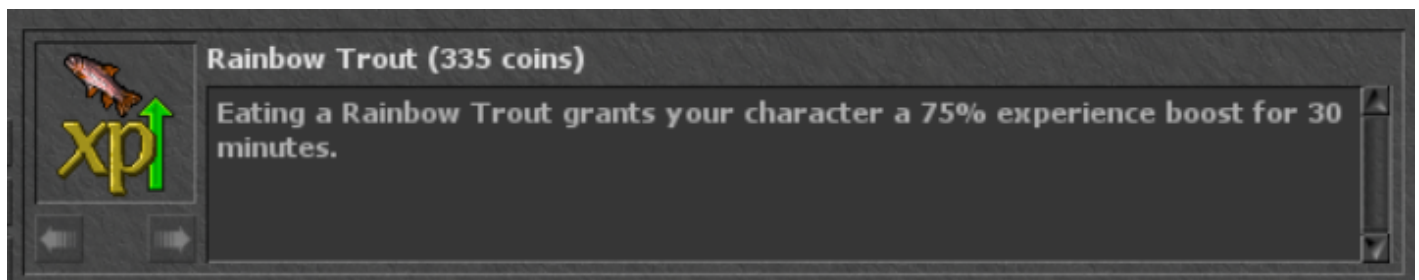 Rainbow Trout (335 coins)
Eating a Rainbow Trout grants your character a 75% experience boost for 30
minutes.
xp